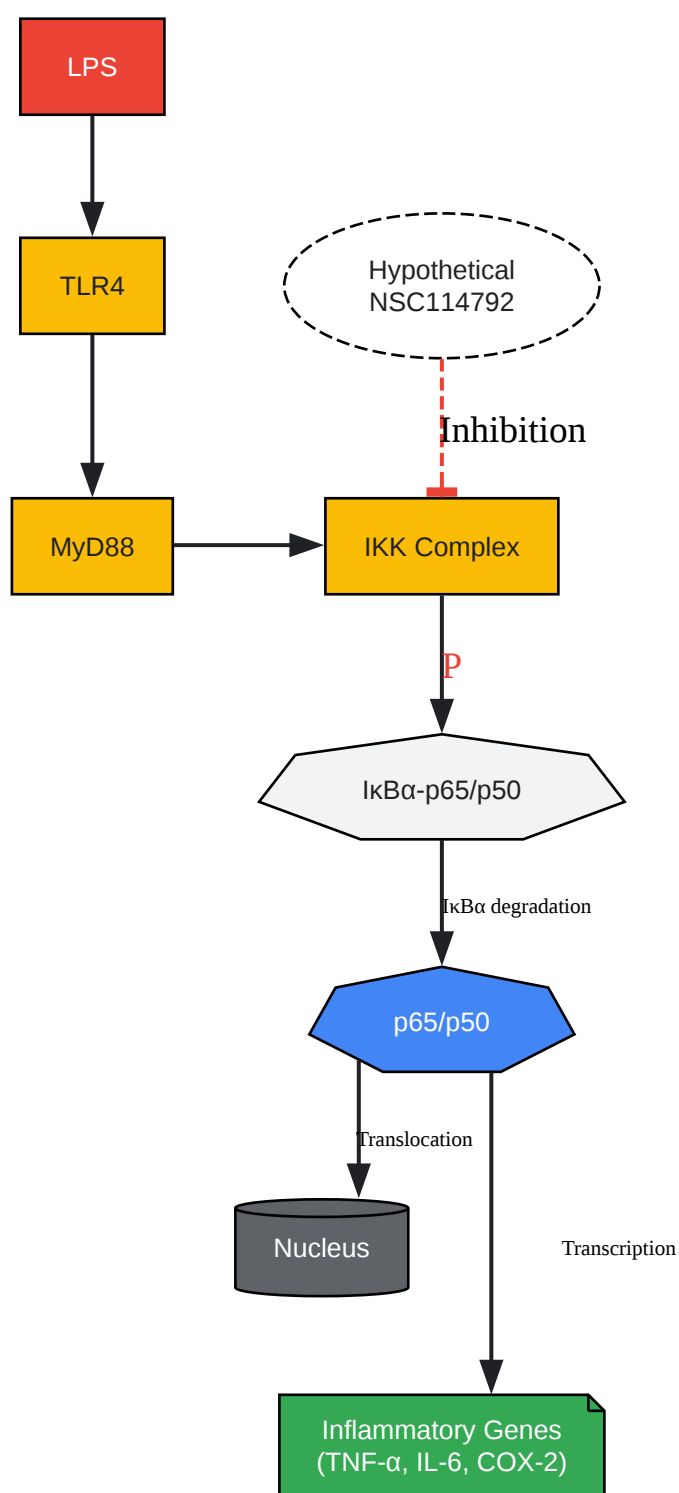 LPS
TLR4
Hypothetical
NSC114792
Inhibition
MyD88
IKK Complex
P
IκBα-p65/p50
IκBα degradation
p65/p50
Translocation
Nucleus
Transcription
Inflammatory Genes
(TNF-α, IL-6, COX-2)